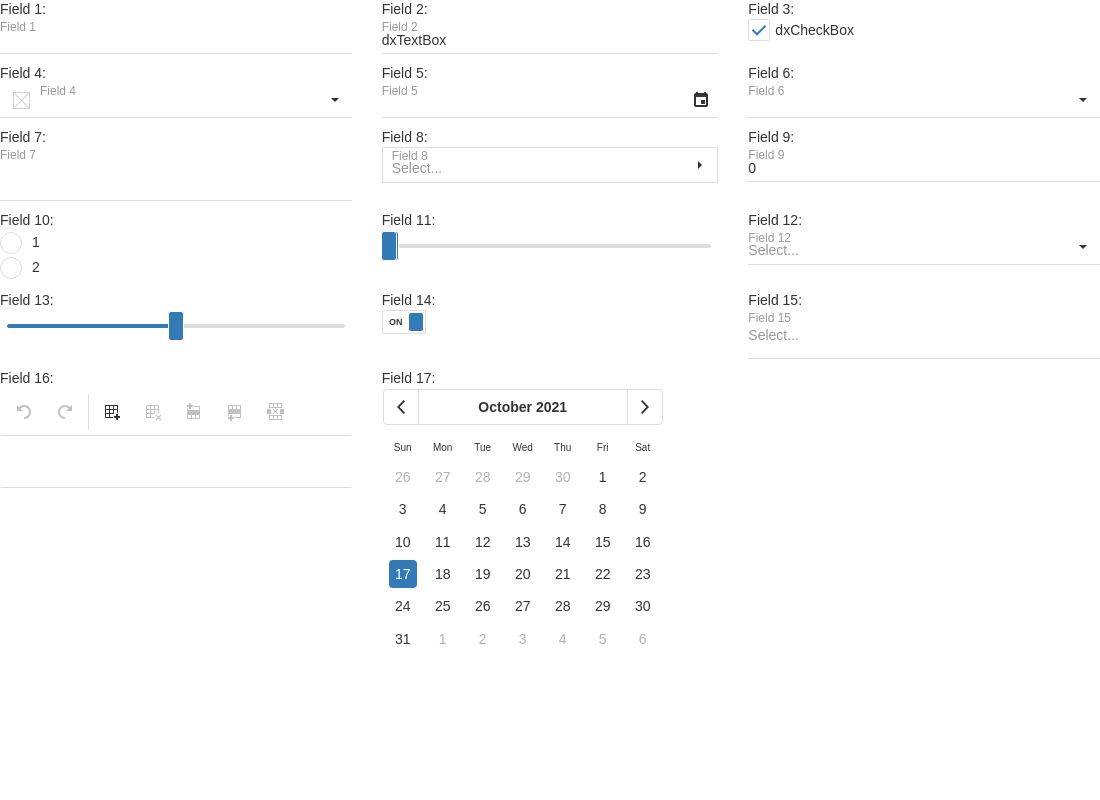 Field 1:
Field 1
Field 2:
Field 2
dxTextBox
Field 3:
dxCheckBox
Field 4:
Field 4
Field 5:
Field 5
Field 6:
Field 6
Field 7:
Field 7
Field 8:
Field 8
Select...
Field 9:
Field 9
0
Field 10:
1
2
Field 11:
Field 12:
Field 12
Select...
Field 13:
Field 14:
ON
Field 15:
Field 15
Select...
Field 16:
Field 17:
October 2021
Sun Mon Tue Wed Thu Fri Sat
26 27 28 29 30 1 2
3 4 5 6 7 8 9
10 11 12 13 14 15 16
17 18 19 20 21 22 23
24 25 26 27 28 29 30
31 1 2 3 4 5 6